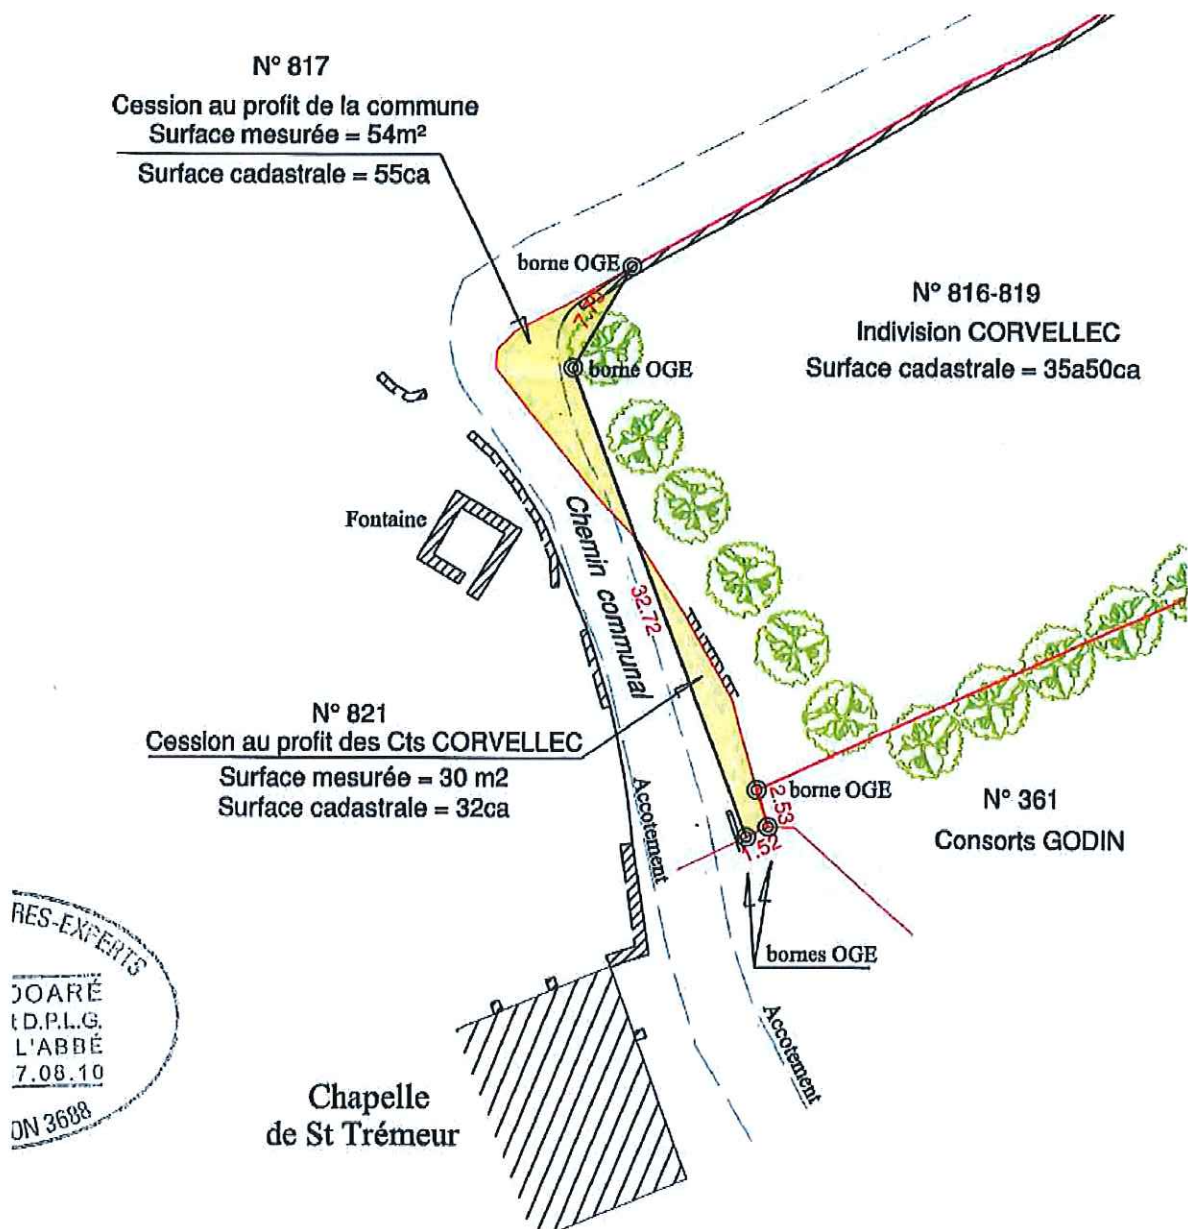 N° 817
Cession au profit de la commune
Surface mesurée = 54m²
Surface cadastrale = 55ca
borne OGE
N° 816-819
Indivision CORVELLEC
Surface cadastrale = 35a50ca
borne OGE
Fontaine
Chemin communal
32.72
N° 821
Cession au profit des Cts CORVELLEC
Surface mesurée = 30 m2
Surface cadastrale = 32ca
Accotement
borne OGE
2.53
1.52
N° 361
Consorts GODIN
bornes OGE
Accotement
RES-EXPERTS
DOARÉ
t D.P.L.G.
L'ABBÉ
7.08.10
ON 3688
Chapelle
de St Trémeur